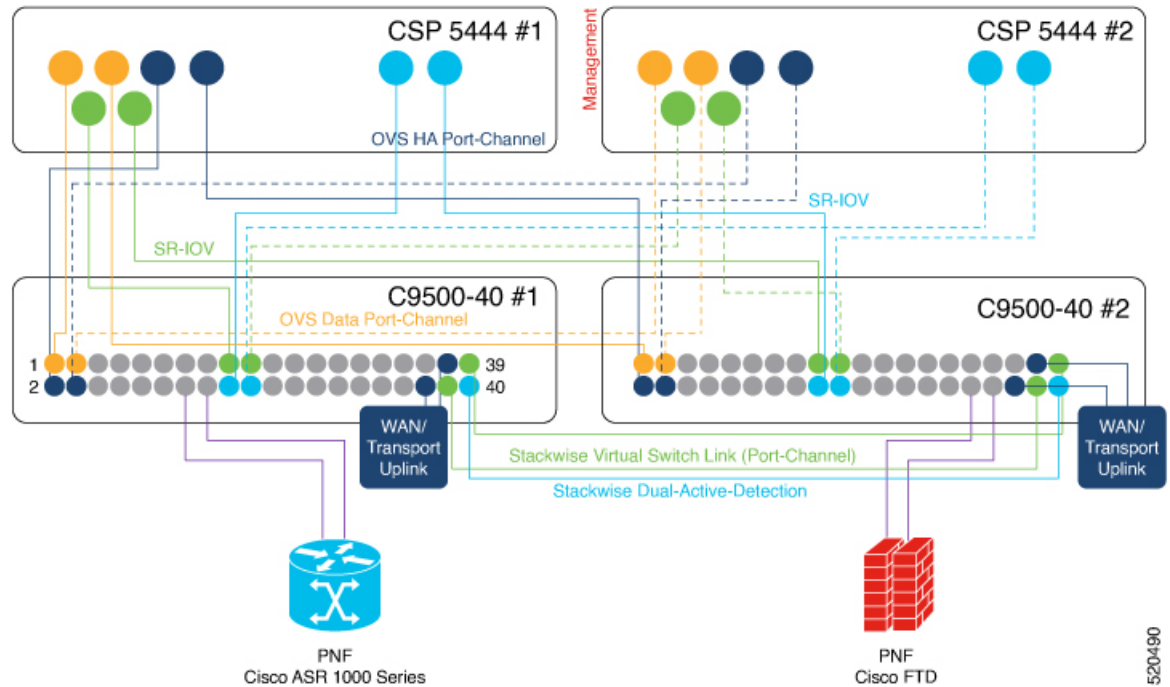 CSP 5444 #1
CSP 5444 #2
Management
OVS HA Port-Channel
SR-IOV
SR-IOV
C9500-40 #1
C9500-40 #2
OVS Data Port-Channel
1
39
2
40
WAN/
Transport
Uplink
WAN/
Transport
Uplink
Stackwise Virtual Switch Link (Port-Channel)
Stackwise Dual-Active-Detection
PNF
Cisco ASR 1000 Series
PNF
Cisco FTD
520490